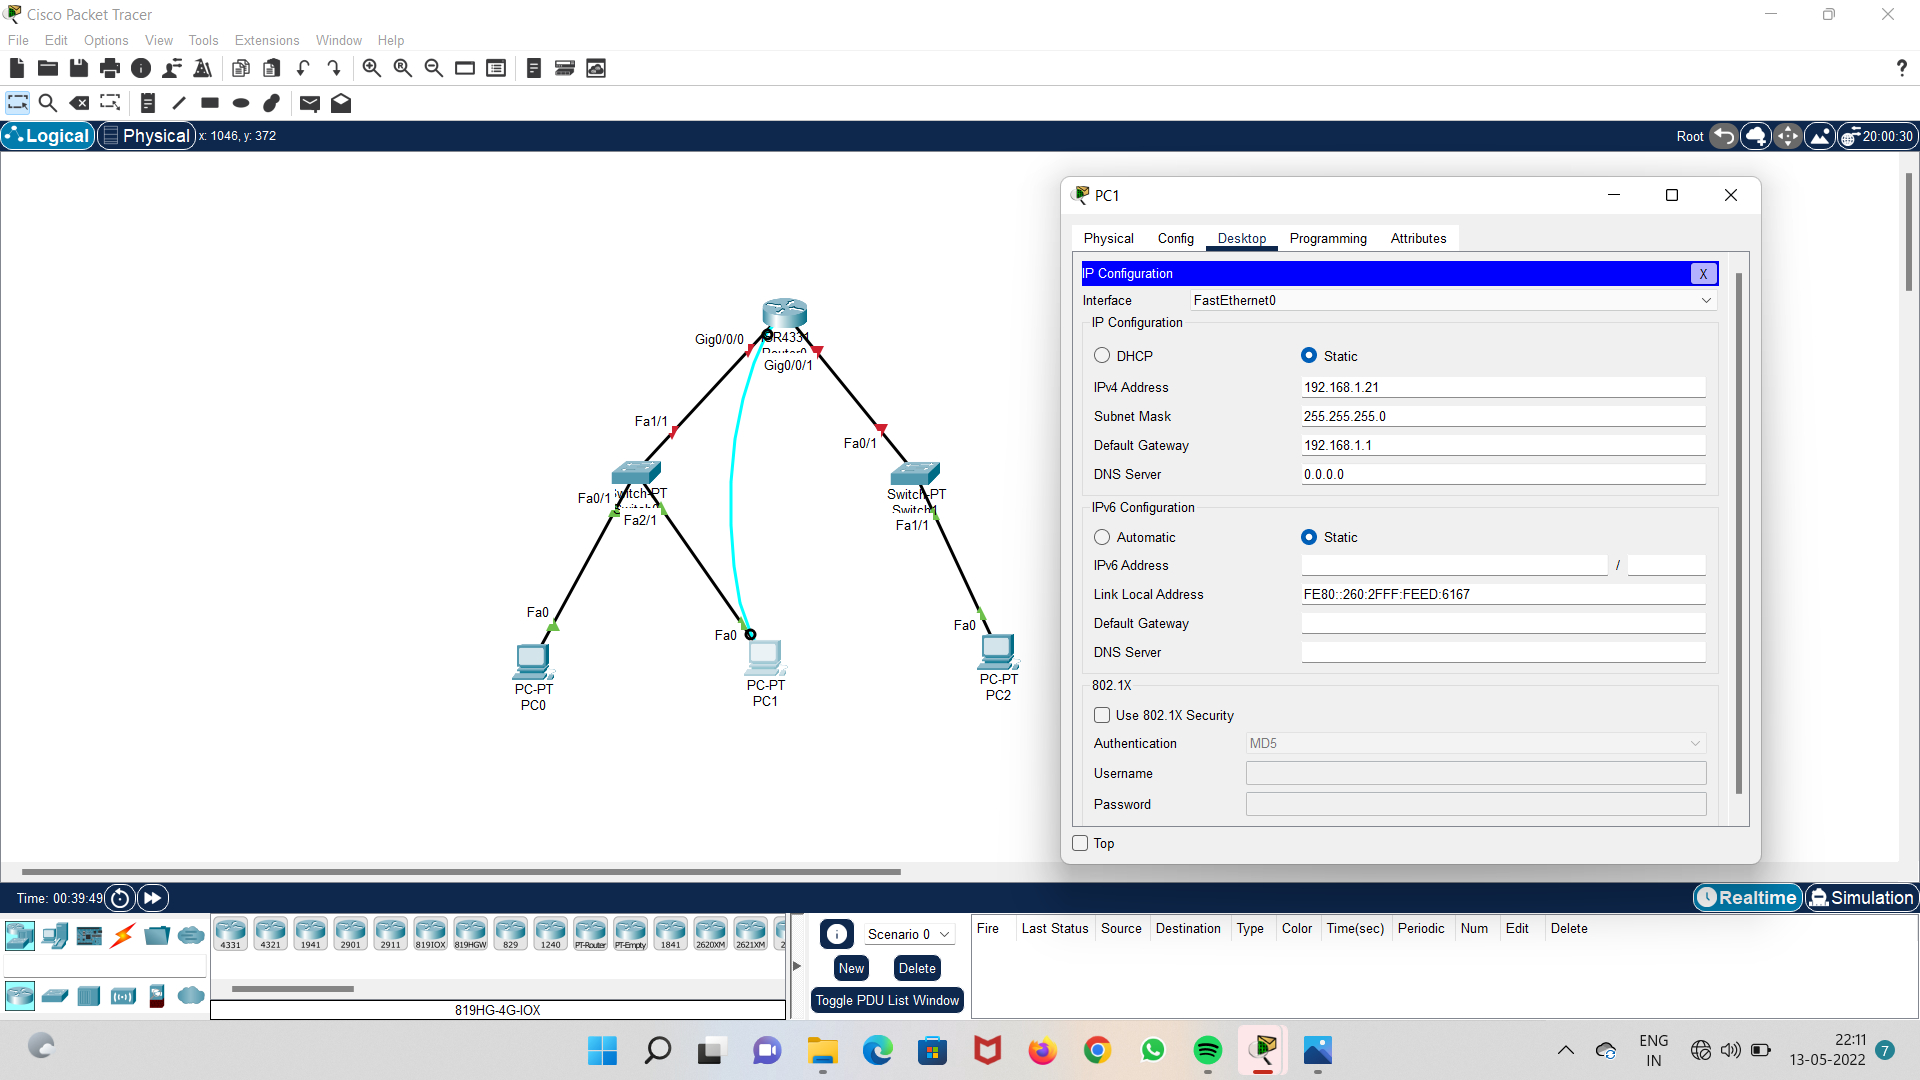 Cisco Packet Tracer
File Edit Options View Tools Extensions Window Help
?
Logical Physical x: 1046, y: 372 Root 20:00:30
Gig0/0/0
Gig0/0/1
Fa1/1
Fa0/1
Fa0/1
Fa2/1
Switch-PT
Fa1/1
Fa0
Fa0
Fa0
PC-PT
PC0
PC-PT
PC1
PC-PT
PC2
PC1
Physical Config Desktop Programming Attributes
IP Configuration X
Interface FastEthernet0
IP Configuration
DHCP Static
IPv4 Address 192.168.1.21
Subnet Mask 255.255.255.0
Default Gateway 192.168.1.1
DNS Server 0.0.0.0
IPv6 Configuration
Automatic Static
IPv6 Address /
Link Local Address FE80::260:2FFF:FEED:6167
Default Gateway
DNS Server
802.1X
Use 802.1X Security
Authentication MD5
Username
Password
Top
Time: 00:39:49 Realtime Simulation
4331 4321 1941 2901 2911 819IOX 819HGW 829 1240 PT-Router PT-Empty 1841 2620XM 2621XM
819HG-4G-IOX
Scenario 0
New Delete
Toggle PDU List Window
Fire Last Status Source Destination Type Color Time(sec) Periodic Num Edit Delete
ENG
IN
22:11
13-05-2022
7